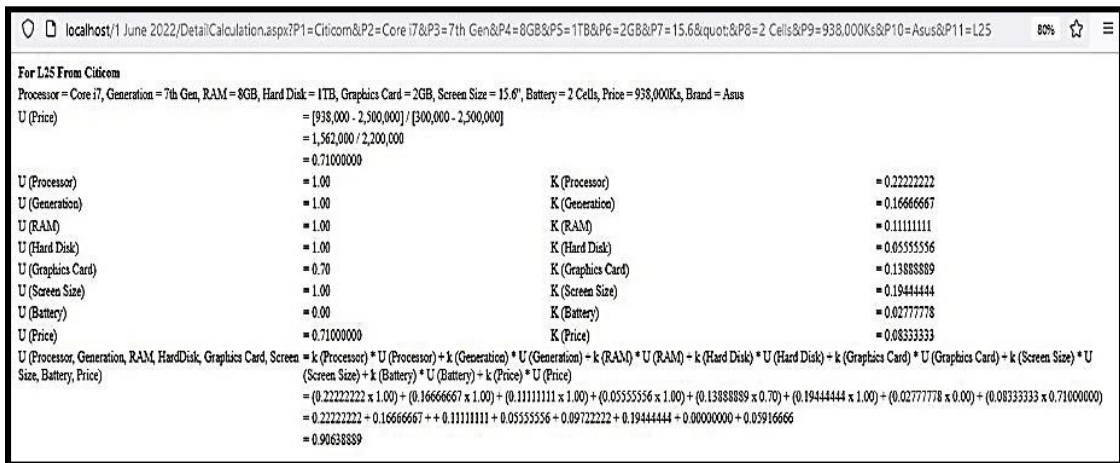 localhost/1 June 2022/DetailCalculation.aspx?P1=Citicom&P2=Core i7&P3=7th Gen&P4=8GB&P5=1TB&P6=2GB&P7=15.6&quot;&P8=2 Cells&P9=938,000Ks&P10=Asus&P11=L25 80%
For L25 From Citicom
Processor = Core i7, Generation = 7th Gen, RAM = 8GB, Hard Disk = 1TB, Graphics Card = 2GB, Screen Size = 15.6", Battery = 2 Cells, Price = 938,000Ks, Brand = Asus
U (Price) = [938,000 - 2,500,000] / [300,000 - 2,500,000]
= 1,562,000 / 2,200,000
= 0.71000000
U (Processor) = 1.00 K (Processor) = 0.22222222
U (Generation) = 1.00 K (Generation) = 0.16666667
U (RAM) = 1.00 K (RAM) = 0.11111111
U (Hard Disk) = 1.00 K (Hard Disk) = 0.05555556
U (Graphics Card) = 0.70 K (Graphics Card) = 0.13888889
U (Screen Size) = 1.00 K (Screen Size) = 0.19444444
U (Battery) = 0.00 K (Battery) = 0.02777778
U (Price) = 0.71000000 K (Price) = 0.08333333
U (Processor, Generation, RAM, HardDisk, Graphics Card, Screen = k (Processor) * U (Processor) + k (Generation) * U (Generation) + k (RAM) * U (RAM) + k (Hard Disk) * U (Hard Disk) + k (Graphics Card) * U (Graphics Card) + k (Screen Size) * U
Size, Battery, Price) (Screen Size) + k (Battery) * U (Battery) + k (Price) * U (Price)
= (0.22222222 x 1.00) + (0.16666667 x 1.00) + (0.11111111 x 1.00) + (0.05555556 x 1.00) + (0.13888889 x 0.70) + (0.19444444 x 1.00) + (0.02777778 x 0.00) + (0.08333333 x 0.71000000)
= 0.22222222 + 0.16666667 + + 0.11111111 + 0.05555556 + 0.09722222 + 0.19444444 + 0.00000000 + 0.05916666
= 0.90638889